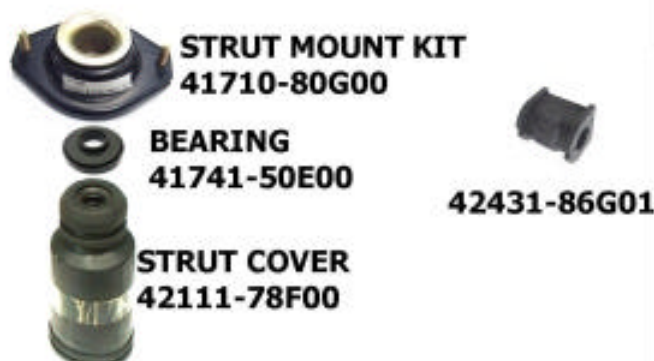 STRUT MOUNT KIT
41710-80G00
BEARING
41741-50E00
STRUT COVER
42111-78F00
42431-86G01